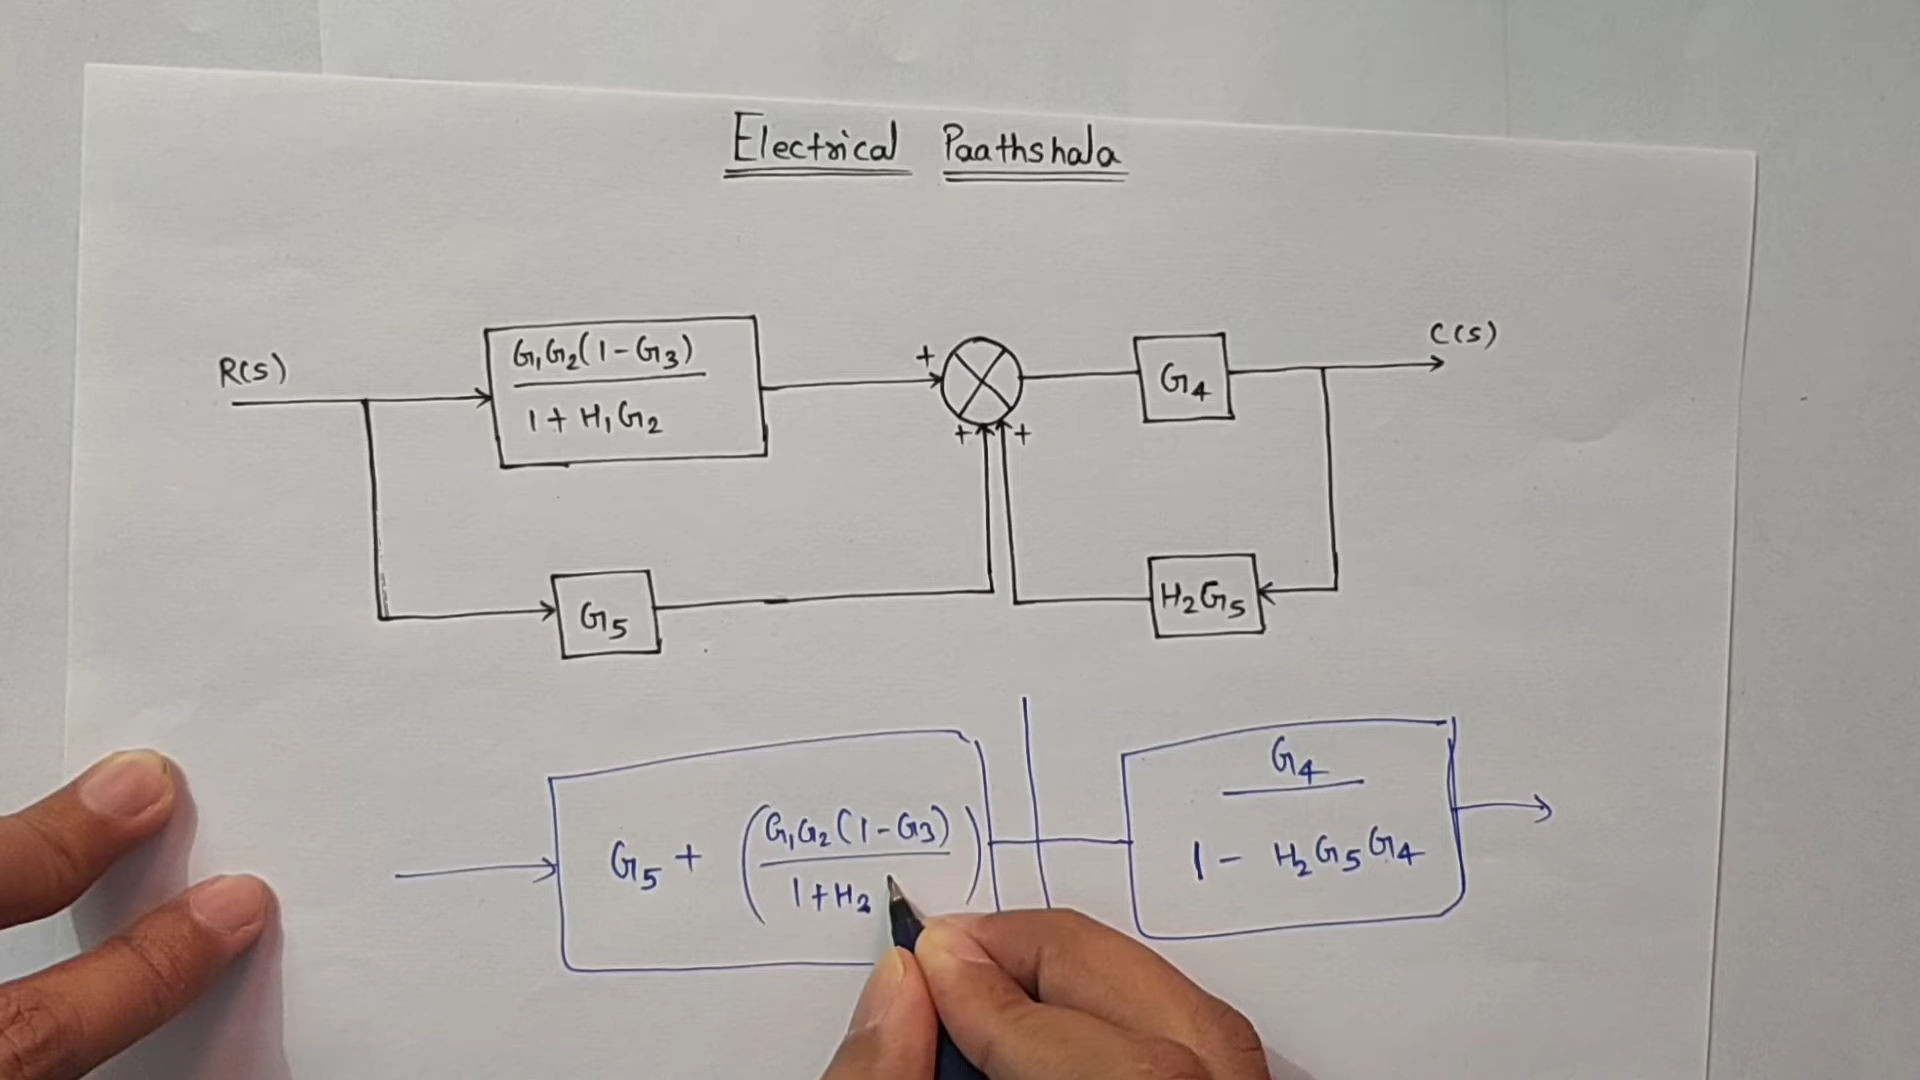 Electrical Paathshala
R(s)
G₁G₂(1-G₃)
1 + H₁G₂
+
+ +
G₄
C(s)
G₅
H₂G₅
G₅ + (G₁G₂(1-G₃)
1+H₂)
G₄
1 - H₂G₅G₄